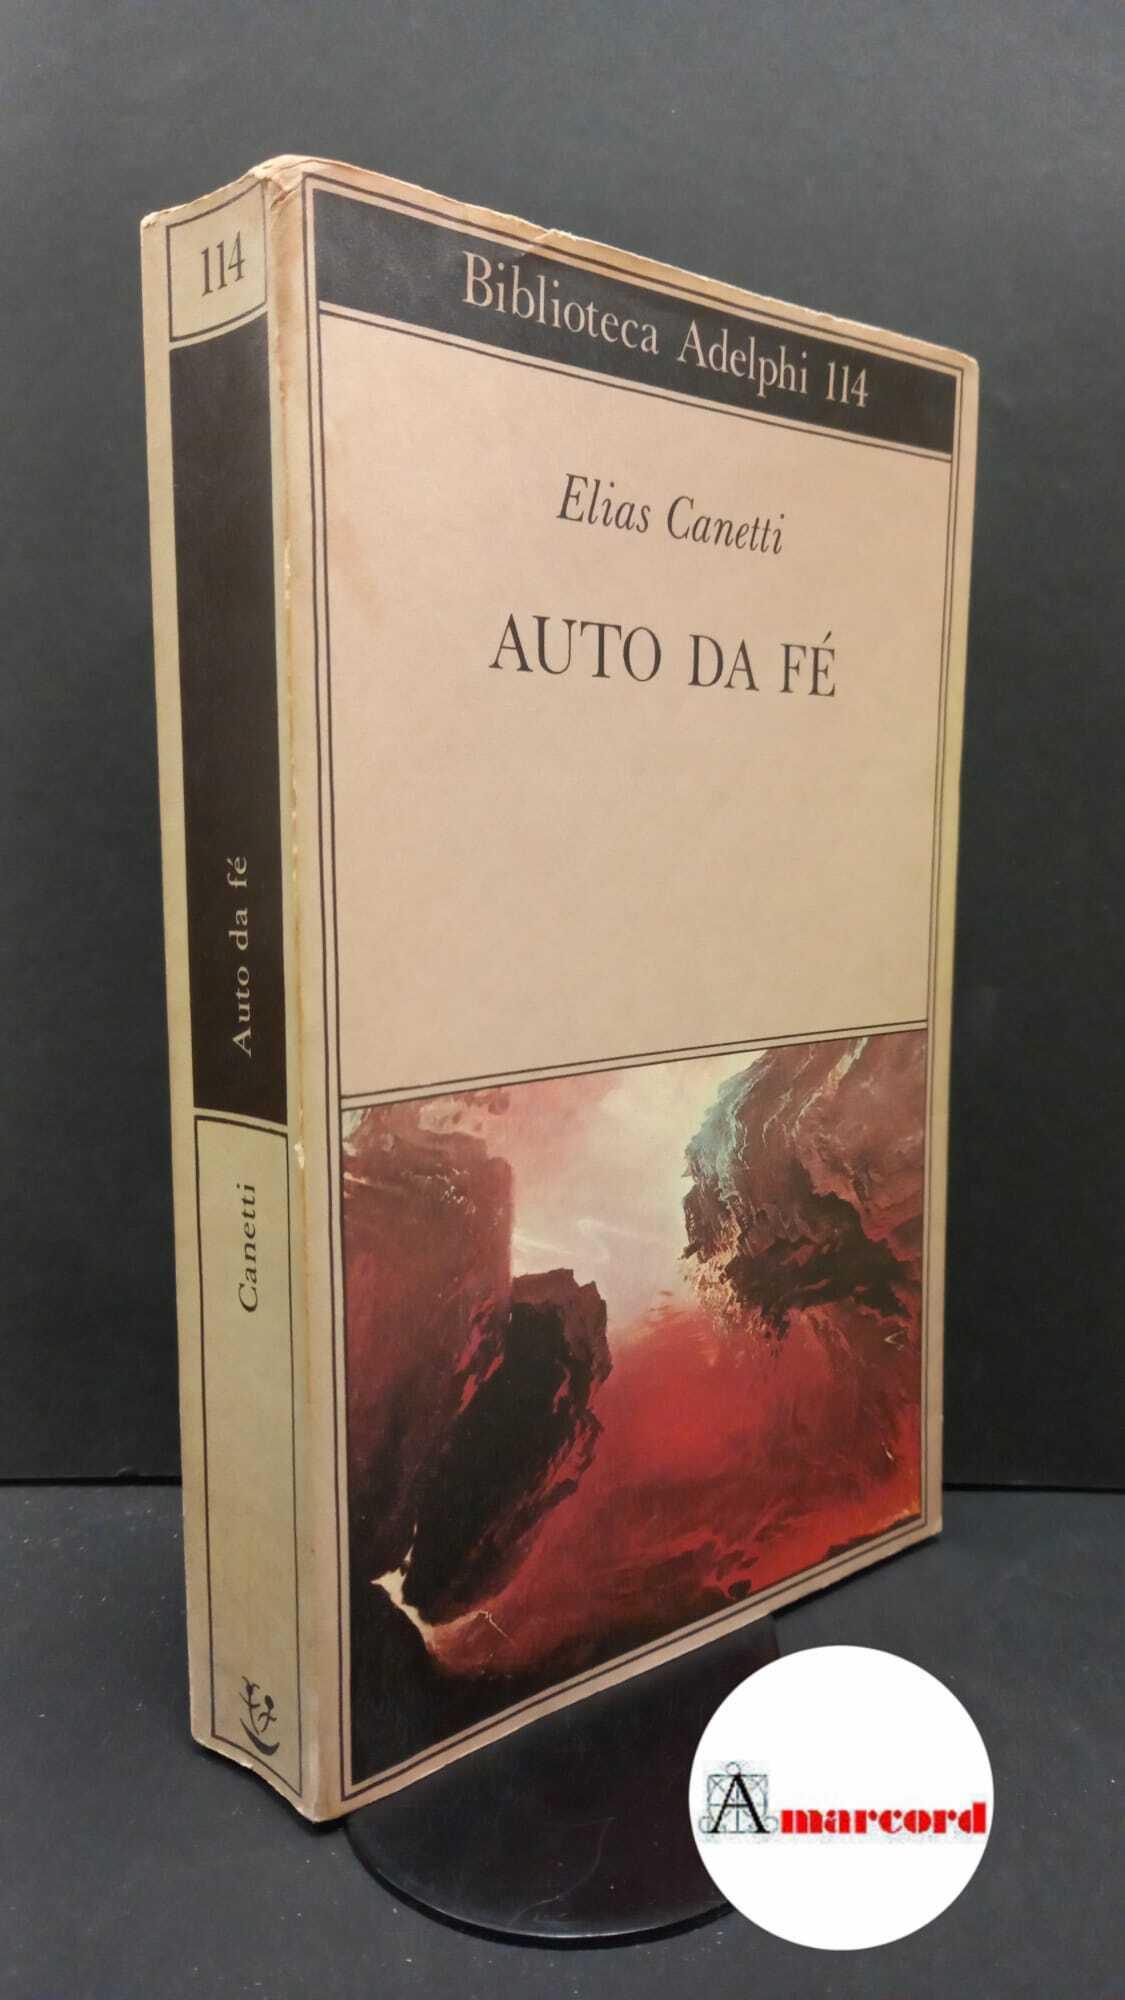 114
Auto da fé
Canetti
Biblioteca Adelphi 114
Elias Canetti
AUTO DA FÉ
Amarcord